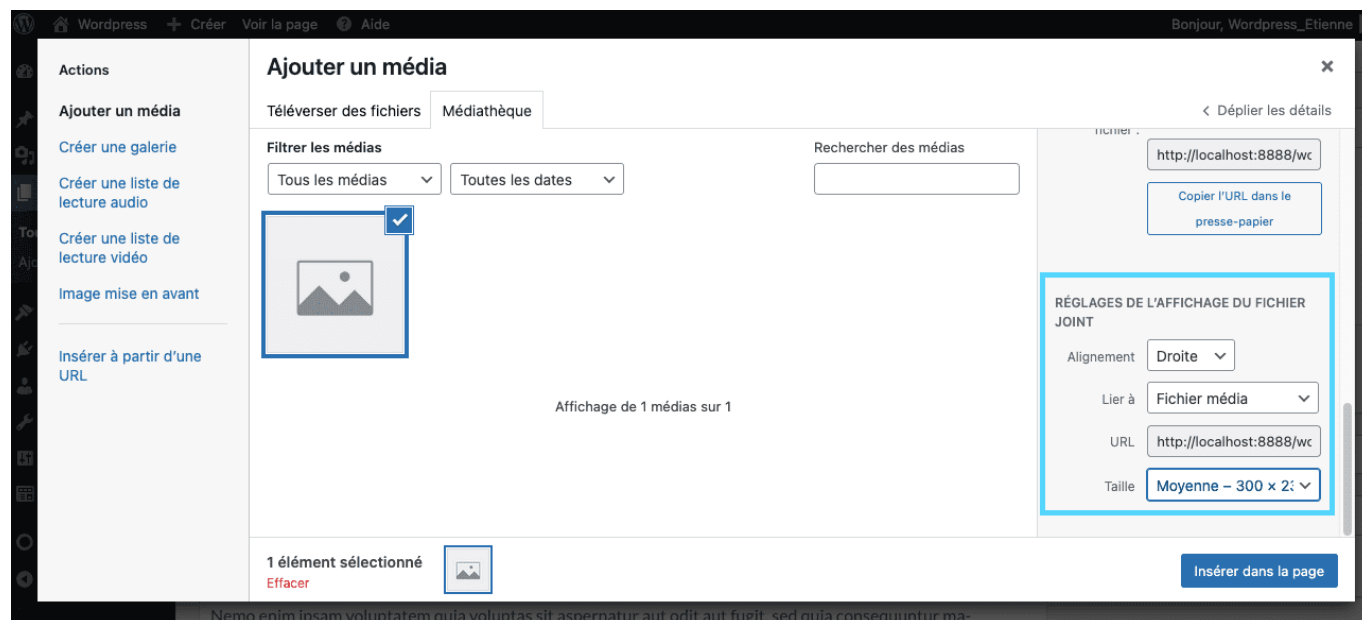 Wordpress
Créer
Voir la page
Aide
Bonjour, Wordpress_Etienne
Actions
Ajouter un média
Créer une galerie
Créer une liste de
lecture audio
Créer une liste de
lecture vidéo
Image mise en avant
Insérer à partir d’une
URL
Ajouter un média
Téléverser des fichiers
Médiathèque
Déplier les détails
Filtrer les médias
Tous les médias
Toutes les dates
Rechercher des médias
Affichage de 1 médias sur 1
fichier :
http://localhost:8888/wc
Copier l’URL dans le
presse-papier
RÉGLAGES DE L’AFFICHAGE DU FICHIER
JOINT
Alignement
Droite
Lier à
Fichier média
URL
http://localhost:8888/wc
Taille
Moyenne – 300 ×
1 élément sélectionné
Effacer
Insérer dans la page
Nemo enim ipsam voluptatem quia voluptas sit aspernatur aut odit aut fugit, sed quia consequuntur ma-